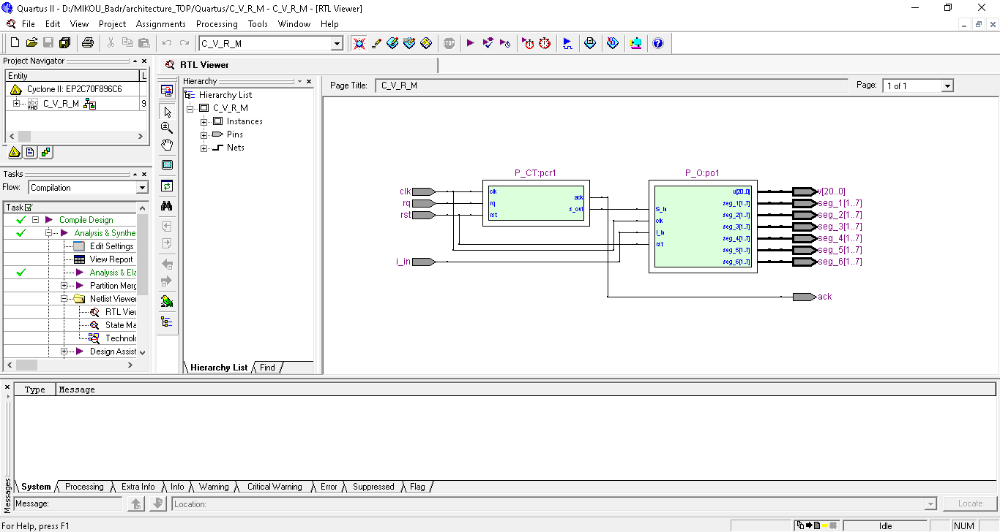 Quartus II - D:/MIKOU_Badr/architecture_TOP/Quartus/C_V_R_M - C_V_R_M - [RTL Viewer]
File Edit View Project Assignments Processing Tools Window Help
C_V_R_M
STOP
Project Navigator
Entity L
Cyclone II: EP2C70F896C6
abc VHD C_V_R_M 9
Tasks
Flow: Compilation
Task
Compile Design
Analysis & Synthe
Edit Settings
View Report
Analysis & Ela
Partition Merg
Netlist Viewer
RTL View
State Ma
Technolo
Design Assist
RTL Viewer
Hierarchy
Hierarchy List
C_V_R_M
Instances
Pins
Nets
Hierarchy List Find
Page Title: C_V_R_M Page: 1 of 1
P_CT:pcr1
clk
rq
rst
i_in
clk
rq
rst
ack
s_out
P_O:po1
S_In
clk
I_In
rst
u[20..0]
seg_1[1..7]
seg_2[1..7]
seg_3[1..7]
seg_4[1..7]
seg_5[1..7]
seg_6[1..7]
v[20..0]
seg_1[1..7]
seg_2[1..7]
seg_3[1..7]
seg_4[1..7]
seg_5[1..7]
seg_6[1..7]
ack
Type Message
System Processing Extra Info Info Warning Critical Warning Error Suppressed Flag
Messages
Message: Location: Locate
For Help, press F1 Idle NUM